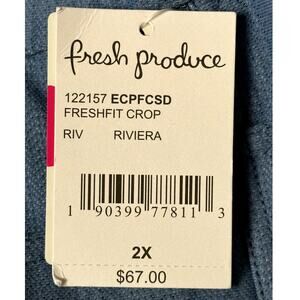 fresh produce
122157 ECPFCSD
FRESHFIT CROP
RIV RIVIERA
1 90399 77811 3
2X
$67.00